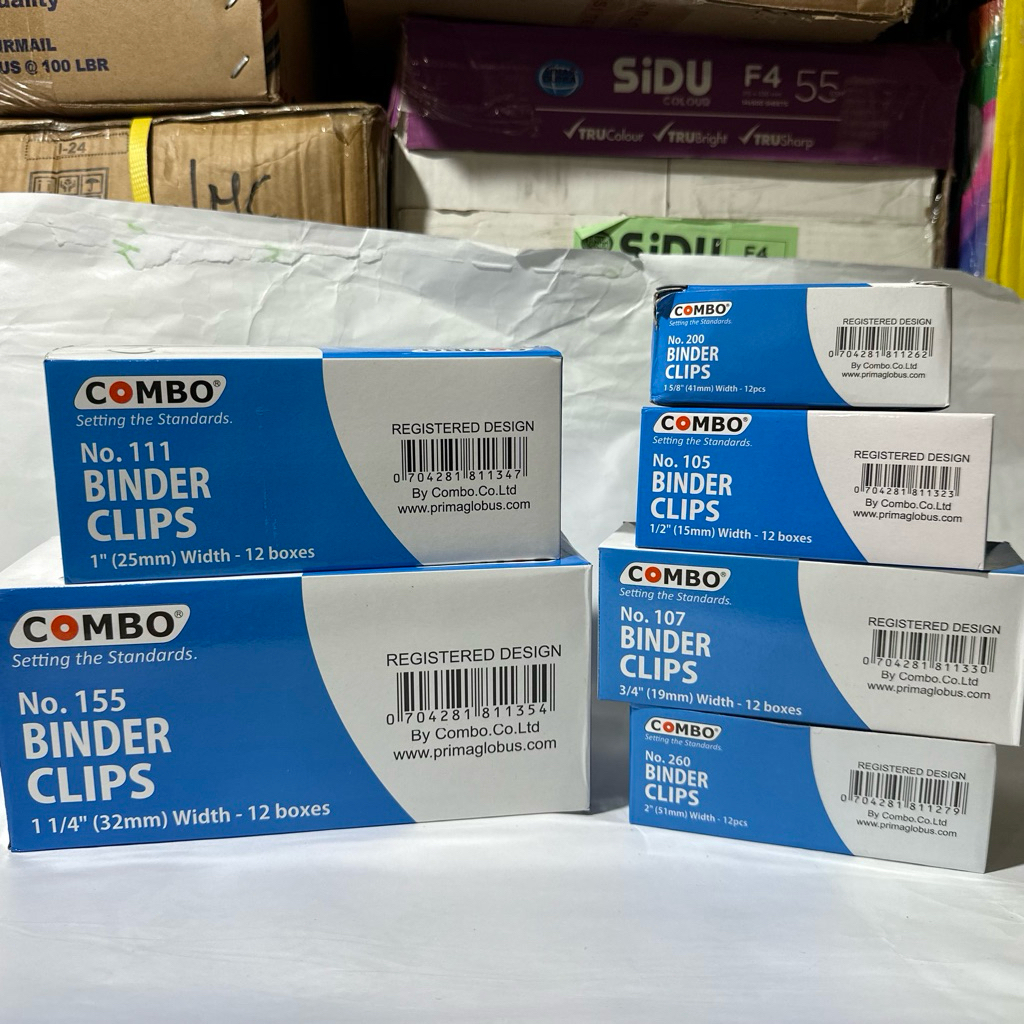 uality
IRMAIL
US @ 100 LBR
I-24
SiDU
COLOUR
F4
55
TRUColour TRUBright TRUSharp
SiDU
F4
COMBO®
Setting the Standards.
No. 111
BINDER
CLIPS
1" (25mm) Width - 12 boxes
REGISTERED DESIGN
0 704281 811347
By Combo.Co.Ltd
www.primaglobus.com
COMBO®
Setting the Standards.
No. 155
BINDER
CLIPS
1 1/4" (32mm) Width - 12 boxes
REGISTERED DESIGN
0 704281 811354
By Combo.Co.Ltd
www.primaglobus.com
COMBO®
Setting the Standards.
No. 200
BINDER
CLIPS
1 5/8" (41mm) Width - 12pcs
REGISTERED DESIGN
0 704281 811262
By Combo.Co.Ltd
www.primaglobus.com
COMBO®
Setting the Standards.
No. 105
BINDER
CLIPS
1/2" (15mm) Width - 12 boxes
REGISTERED DESIGN
0 704281 811323
By Combo.Co.Ltd
www.primaglobus.com
COMBO®
Setting the Standards.
No. 107
BINDER
CLIPS
3/4" (19mm) Width - 12 boxes
REGISTERED DESIGN
0 704281 811330
By Combo.Co.Ltd
www.primaglobus.com
COMBO®
Setting the Standards.
No. 260
BINDER
CLIPS
2" (51mm) Width - 12pcs
REGISTERED DESIGN
0 704281 811279
By Combo.Co.Ltd
www.primaglobus.com